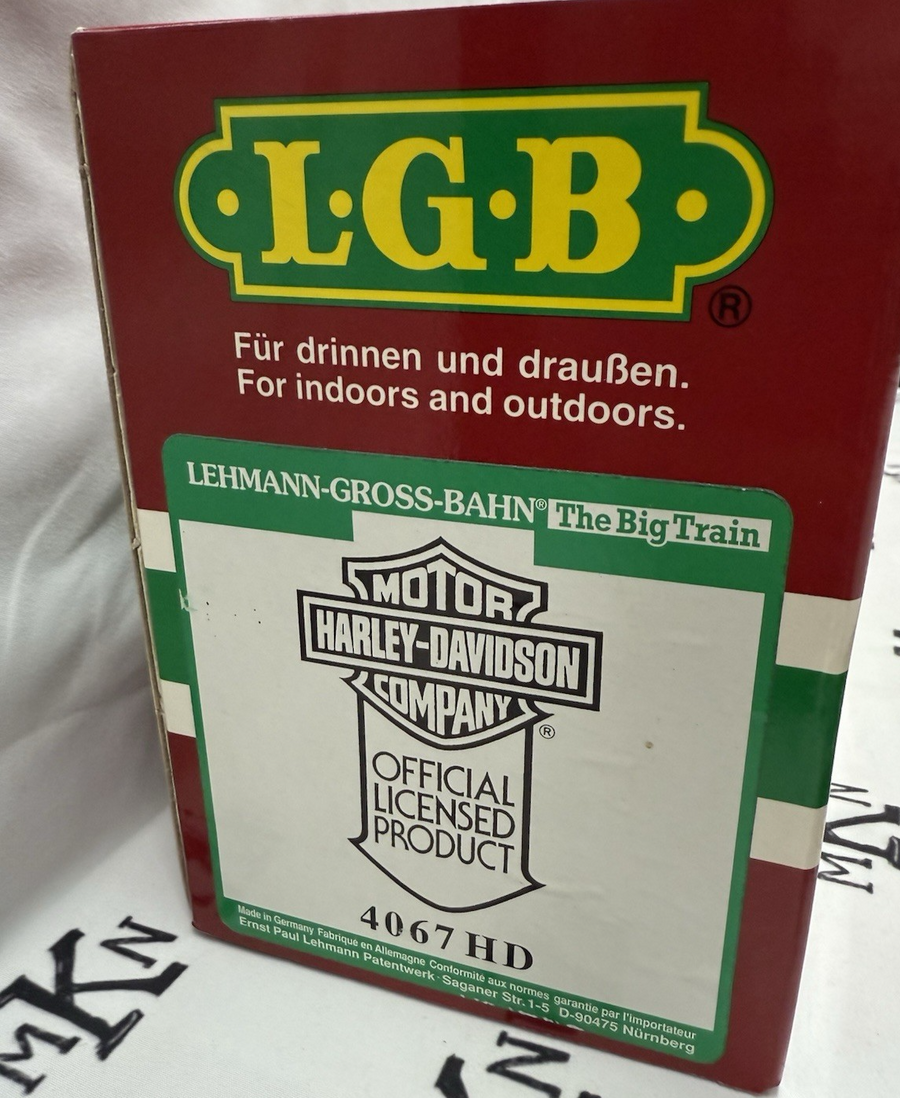 L·G·B
®
Für drinnen und draußen.
For indoors and outdoors.
LEHMANN-GROSS-BAHN® The Big Train
MOTOR
HARLEY-DAVIDSON
COMPANY
®
OFFICIAL
LICENSED
PRODUCT
4067 HD
Made in Germany Fabriqué en Allemagne Conformité aux normes garantie par l'importateur
Ernst Paul Lehmann Patentwerk · Saganer Str. 1-5 D-90475 Nürnberg
MKN
MKN